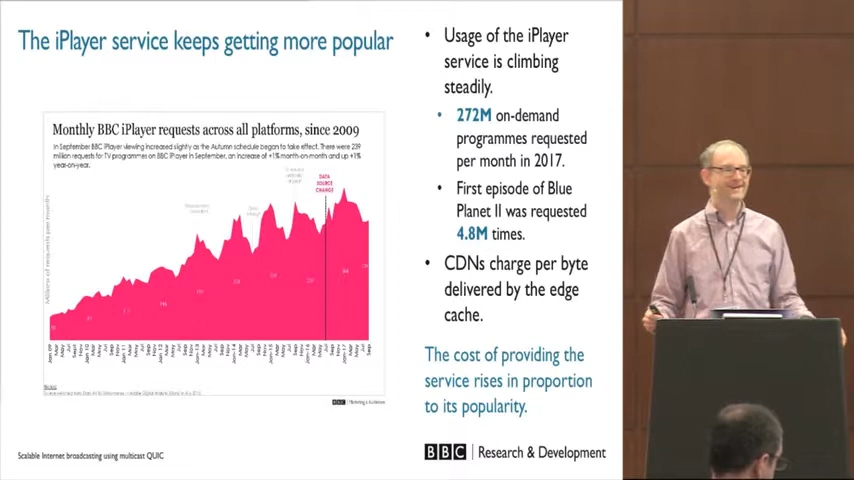 The iPlayer service keeps getting more popular
Monthly BBC iPlayer requests across all platforms, since 2009
In September BBC iPlayer viewing increased slightly as the Autumn schedule began to take effect. There were 239
million requests for TV programmes on BBC iPlayer in September, an increase of +1% month-on-month and up +1%
year-on-year.
DATA
SOURCE
CHANGE
Millions of requests per month
• Usage of the iPlayer
service is climbing
steadily.
• 272M on-demand
programmes requested
per month in 2017.
• First episode of Blue
Planet II was requested
4.8M times.
• CDNs charge per byte
delivered by the edge
cache.
The cost of providing the
service rises in proportion
to its popularity.
Scalable Internet broadcasting using multicast QUIC
BBC | Research & Development